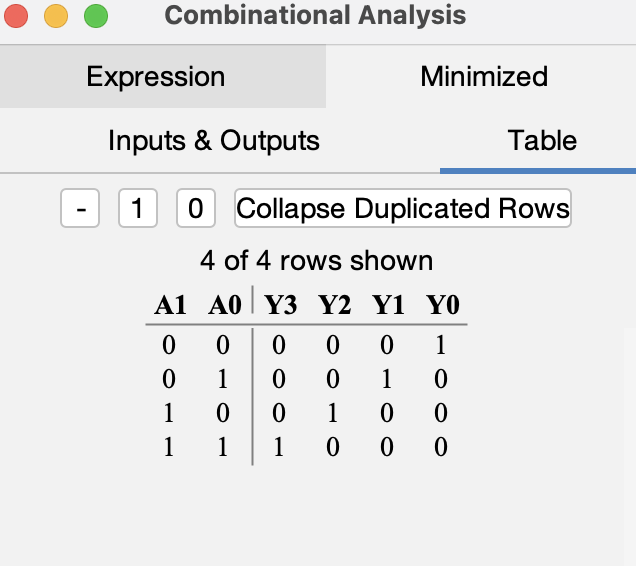 Combinational Analysis
Expression Minimized
Inputs & Outputs Table
- 1 0 Collapse Duplicated Rows
4 of 4 rows shown
A1 A0 Y3 Y2 Y1 Y0
0 0 0 0 0 1
0 1 0 0 1 0
1 0 0 1 0 0
1 1 1 0 0 0